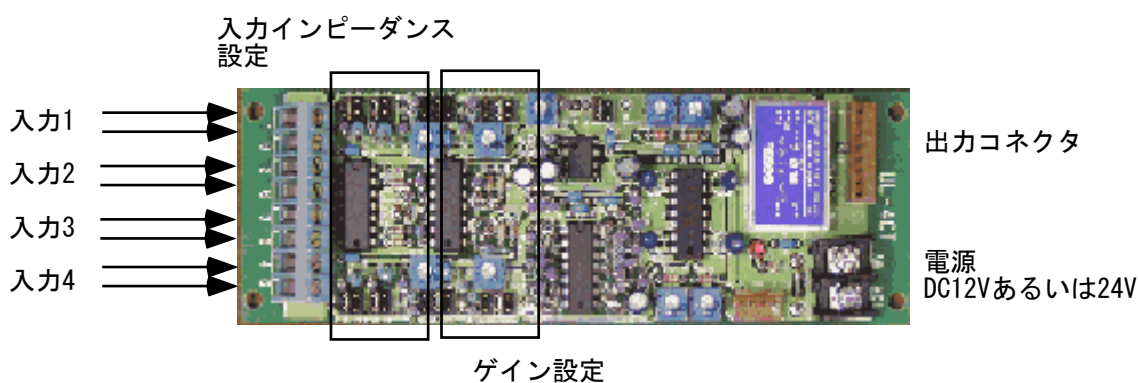 入力インピーダンス
設定
入力1
入力2
入力3
入力4
出力コネクタ
電源
DC12Vあるいは24V
ゲイン設定